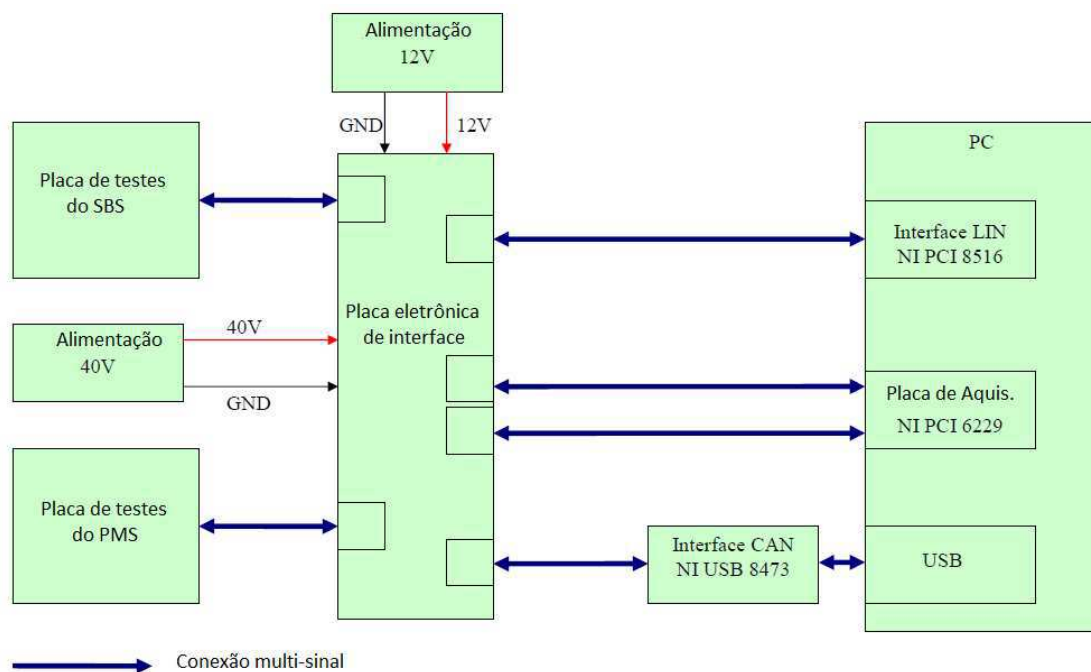 Alimentação
12V
GND
12V
PC
Placa de testes
do SBS
Interface LIN
NI PCI 8516
Placa eletrônica
de interface
40V
Alimentação
40V
GND
Placa de Aquis.
NI PCI 6229
Placa de testes
do PMS
Interface CAN
NI USB 8473
USB
Conexão multi-sinal